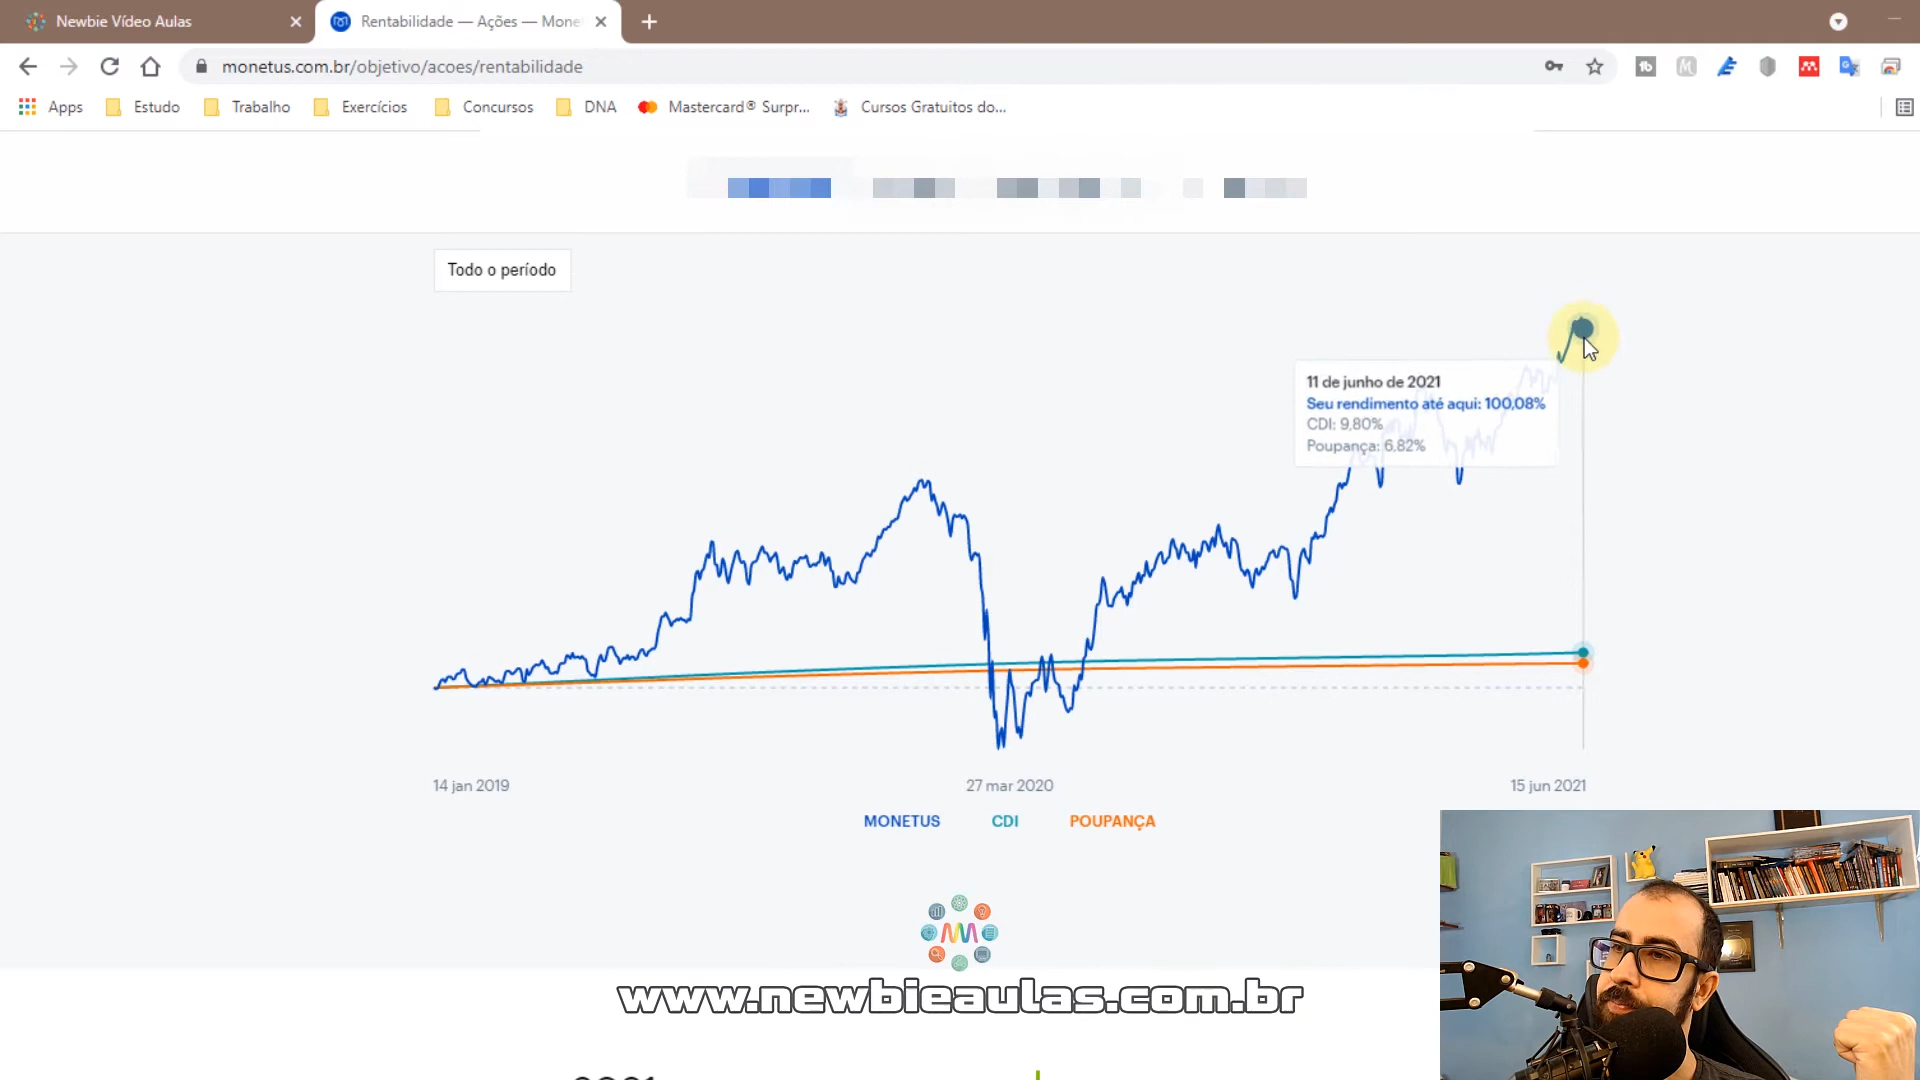 Newbie Vídeo Aulas
Rentabilidade — Ações — Mone
monetus.com.br/objetivo/acoes/rentabilidade
Apps
Estudo
Trabalho
Exercícios
Concursos
DNA
Mastercard® Surpr...
Cursos Gratuitos do...
Todo o período
11 de junho de 2021
Seu rendimento até aqui: 100,08%
CDI: 9,80%
Poupança: 6,82%
14 jan 2019
27 mar 2020
15 jun 2021
MONETUS
CDI
POUPANÇA
www.newbieaulas.com.br